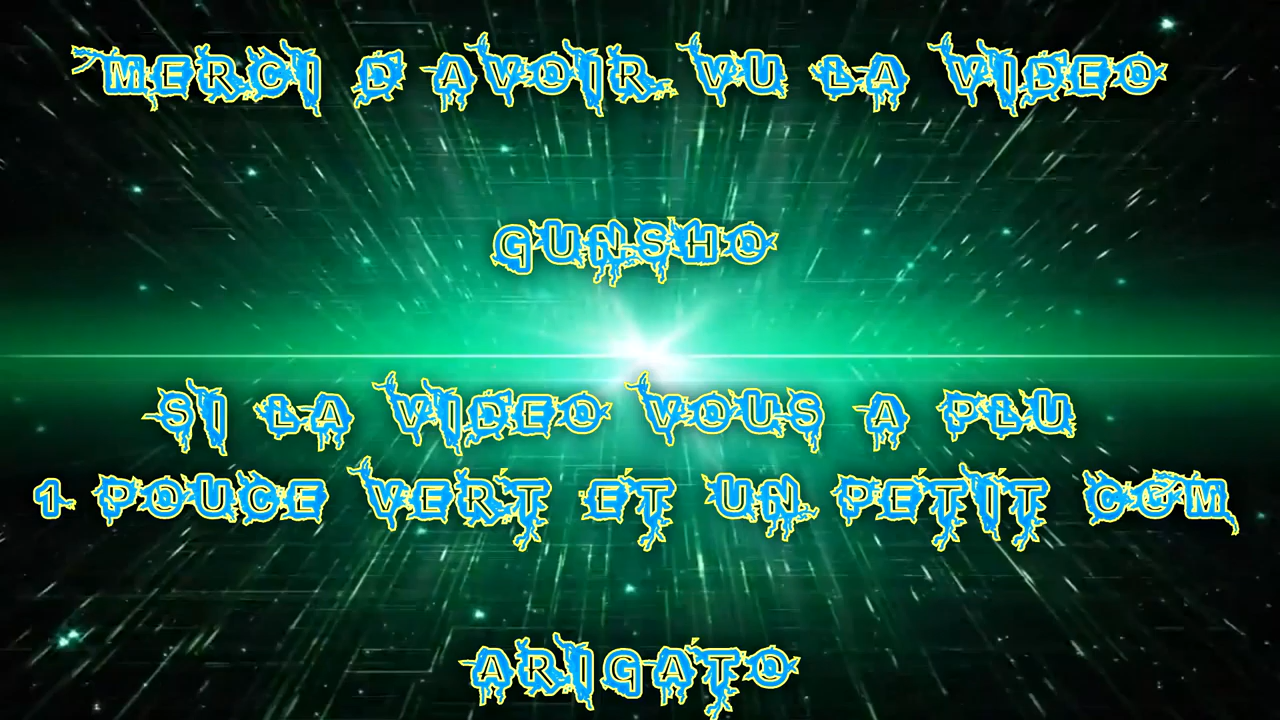 MERCI D AVOIR VU LA VIDEO
GUNSHO
SI LA VIDEO VOUS A PLU
1 POUCE VERT ET UN PETIT COM
ARIGATO